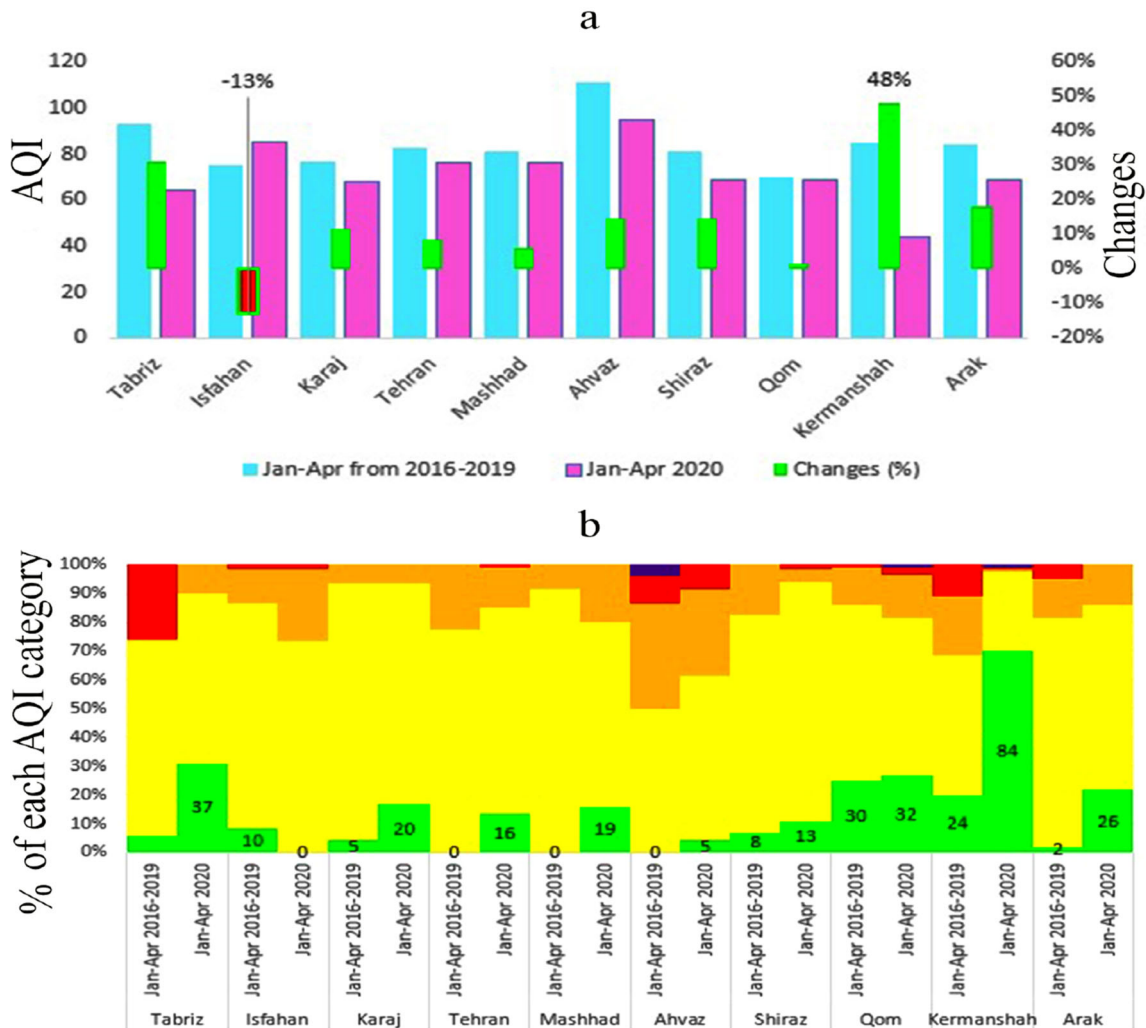 a
120
100
80
60
40
20
0
AQI
-13%
48%
60%
50%
40%
30%
20%
10%
0%
-10%
-20%
Changes
Tabriz
Isfahan
Karaj
Tehran
Mashhad
Ahvaz
Shiraz
Qom
Kermanshah
Arak
Jan-Apr from 2016-2019 Jan-Apr 2020 Changes (%)
b
% of each AQI category
100%
90%
80%
70%
60%
50%
40%
30%
20%
10%
0%
37 10 0 5 20 0 16 0 19 0 5 8 13 30 32 24 84 2 26
Jan-Apr 2016-2019
Jan-Apr 2020
Jan-Apr 2016-2019
Jan-Apr 2020
Jan-Apr 2016-2019
Jan-Apr 2020
Jan-Apr 2016-2019
Jan-Apr 2020
Jan-Apr 2016-2019
Jan-Apr 2020
Jan-Apr 2016-2019
Jan-Apr 2020
Jan-Apr 2016-2019
Jan-Apr 2020
Jan-Apr 2016-2019
Jan-Apr 2020
Jan-Apr 2016-2019
Jan-Apr 2020
Jan-Apr 2016-2019
Jan-Apr 2020
Tabriz Isfahan Karaj Tehran Mashhad Ahvaz Shiraz Qom Kermanshah Arak